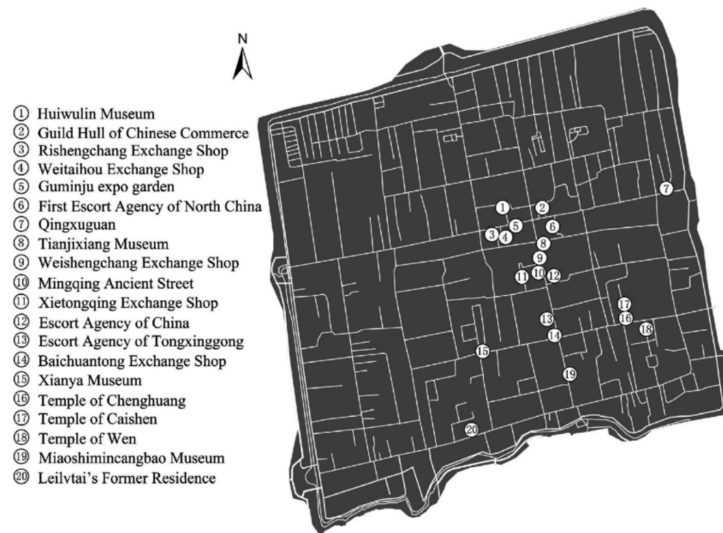 N
① Huiwulin Museum
② Guild Hull of Chinese Commerce
③ Rishengchang Exchange Shop
④ Weitaihou Exchange Shop
⑤ Guminju expo garden
⑥ First Escort Agency of North China
⑦ Qingxuguan
⑧ Tianjixiang Museum
⑨ Weishengchang Exchange Shop
⑩ Mingqing Ancient Street
⑪ Xietongqing Exchange Shop
⑫ Escort Agency of China
⑬ Escort Agency of Tongxinggong
⑭ Baichuantong Exchange Shop
⑮ Xianya Museum
⑯ Temple of Chenghuang
⑰ Temple of Caishen
⑱ Temple of Wen
⑲ Miaoshimincangbao Museum
⑳ Leilvtai's Former Residence
⑦
① ②
⑤ ⑥
③ ④
⑧
⑨
⑪ ⑩ ⑫
⑰
⑬ ⑯
⑭ ⑱
⑮
⑲
⑳